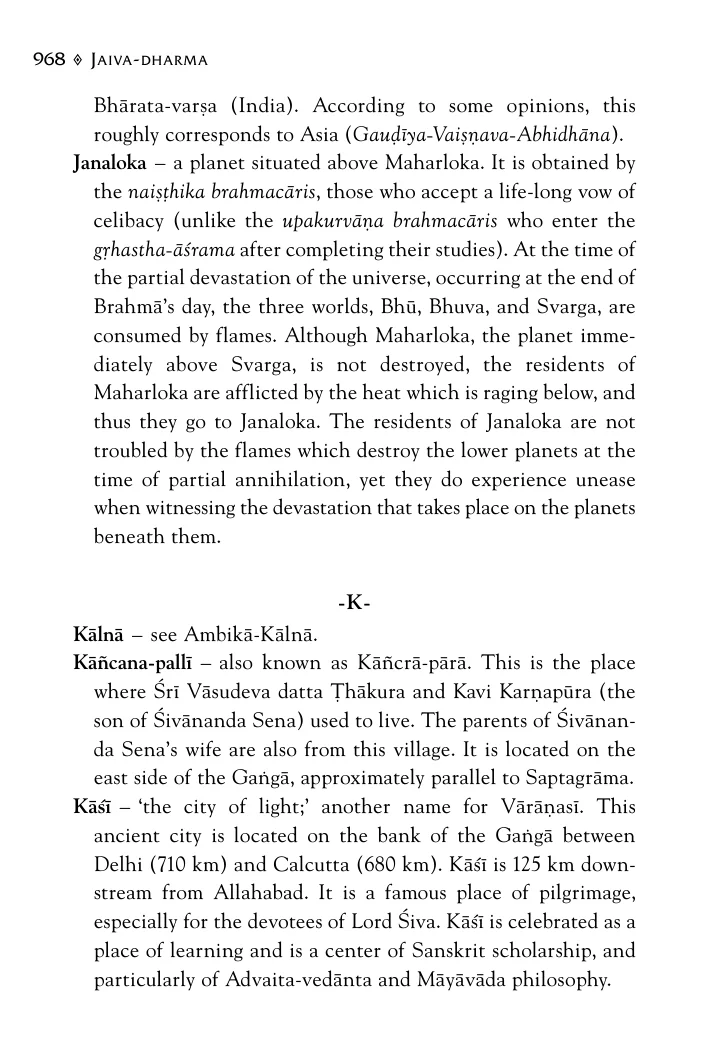 968 ◊ JAIVA-DHARMA
Bhārata-varṣa (India). According to some opinions, this
roughly corresponds to Asia (Gauḍīya-Vaiṣṇava-Abhidhāna).
Janaloka – a planet situated above Maharloka. It is obtained by
the naiṣṭhika brahmacāris, those who accept a life-long vow of
celibacy (unlike the upakurvāṇa brahmacāris who enter the
gṛhastha-āśrama after completing their studies). At the time of
the partial devastation of the universe, occurring at the end of
Brahmā’s day, the three worlds, Bhū, Bhuva, and Svarga, are
consumed by flames. Although Maharloka, the planet imme-
diately above Svarga, is not destroyed, the residents of
Maharloka are afflicted by the heat which is raging below, and
thus they go to Janaloka. The residents of Janaloka are not
troubled by the flames which destroy the lower planets at the
time of partial annihilation, yet they do experience unease
when witnessing the devastation that takes place on the planets
beneath them.
-K-
Kālnā – see Ambikā-Kālnā.
Kāñcana-pallī – also known as Kāñcrā-pārā. This is the place
where Śrī Vāsudeva datta Ṭhākura and Kavi Karṇapūra (the
son of Śivānanda Sena) used to live. The parents of Śivānan-
da Sena’s wife are also from this village. It is located on the
east side of the Gaṅgā, approximately parallel to Saptagrāma.
Kāśī – ‘the city of light;’ another name for Vārāṇasī. This
ancient city is located on the bank of the Gaṅgā between
Delhi (710 km) and Calcutta (680 km). Kāśī is 125 km down-
stream from Allahabad. It is a famous place of pilgrimage,
especially for the devotees of Lord Śiva. Kāśī is celebrated as a
place of learning and is a center of Sanskrit scholarship, and
particularly of Advaita-vedānta and Māyāvāda philosophy.